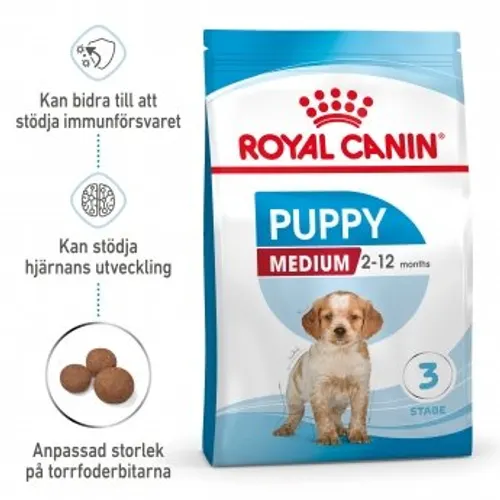 Kan bidra till att
stödja immunförsvaret
Kan stödja
hjärnans utveckling
Anpassad storlek
på torrfoderbitarna
ROYAL CANIN
PUPPY
MEDIUM 2-12 months
3
STAGE